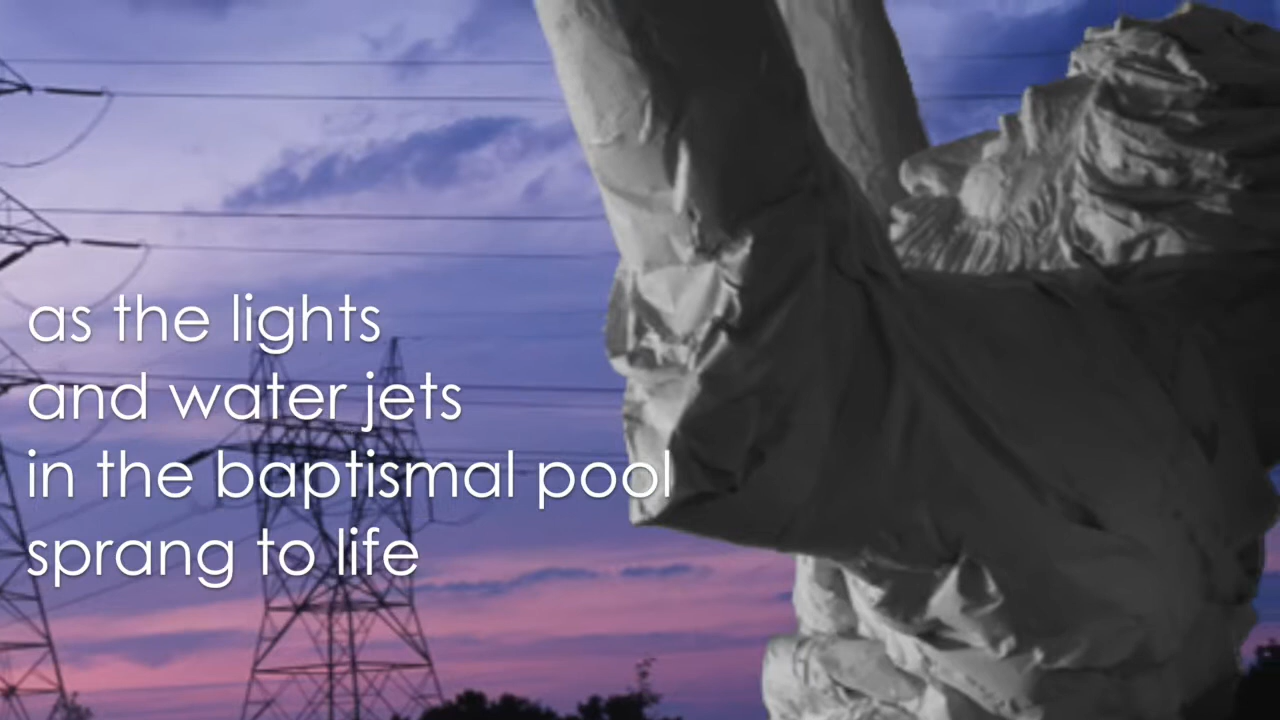 as the lights
and water jets
in the baptismal pool
sprang to life